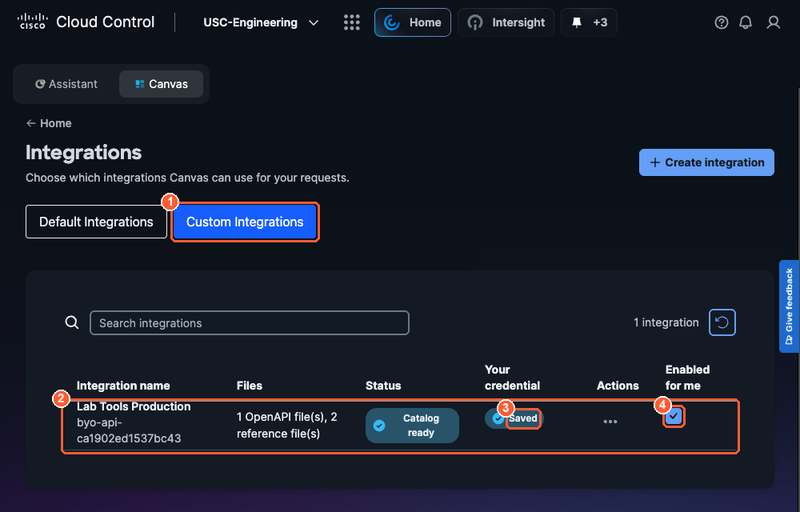 CISCO Cloud Control
USC-Engineering
Home
Intersight
+3
Assistant
Canvas
← Home
Integrations
Choose which integrations Canvas can use for your requests.
+ Create integration
1
Default Integrations
Custom Integrations
Give feedback
Search integrations
1 integration
Integration name
Files
Status
Your
credential
Actions
Enabled
for me
2
3
4
Lab Tools Production
byo-api-
ca1902ed1537bc43
1 OpenAPI file(s), 2
reference file(s)
Catalog
ready
Saved